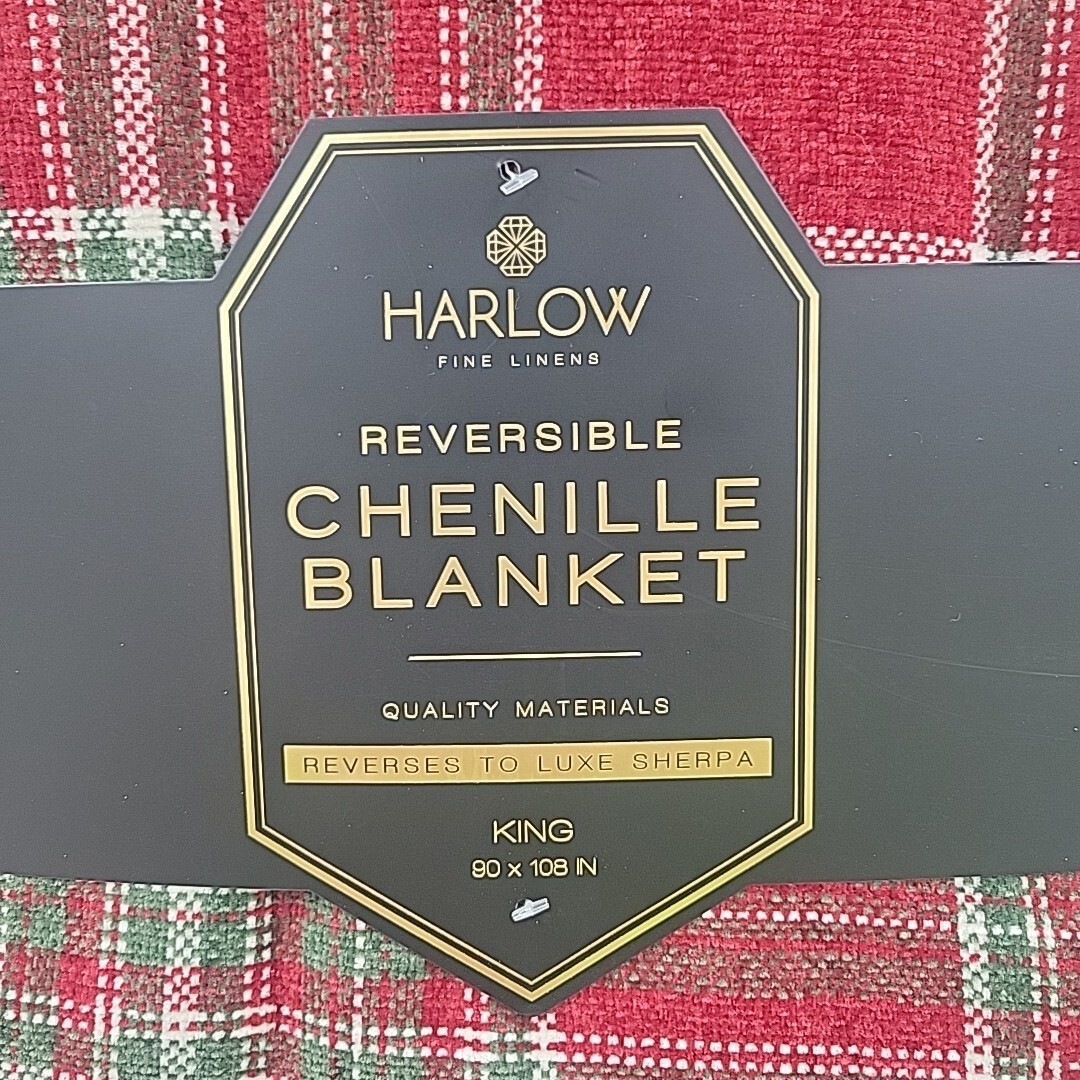 HARLOW
FINE LINENS
REVERSIBLE
CHENILLE
BLANKET
QUALITY MATERIALS
REVERSES TO LUXE SHERPA
KING
90 x 108 IN